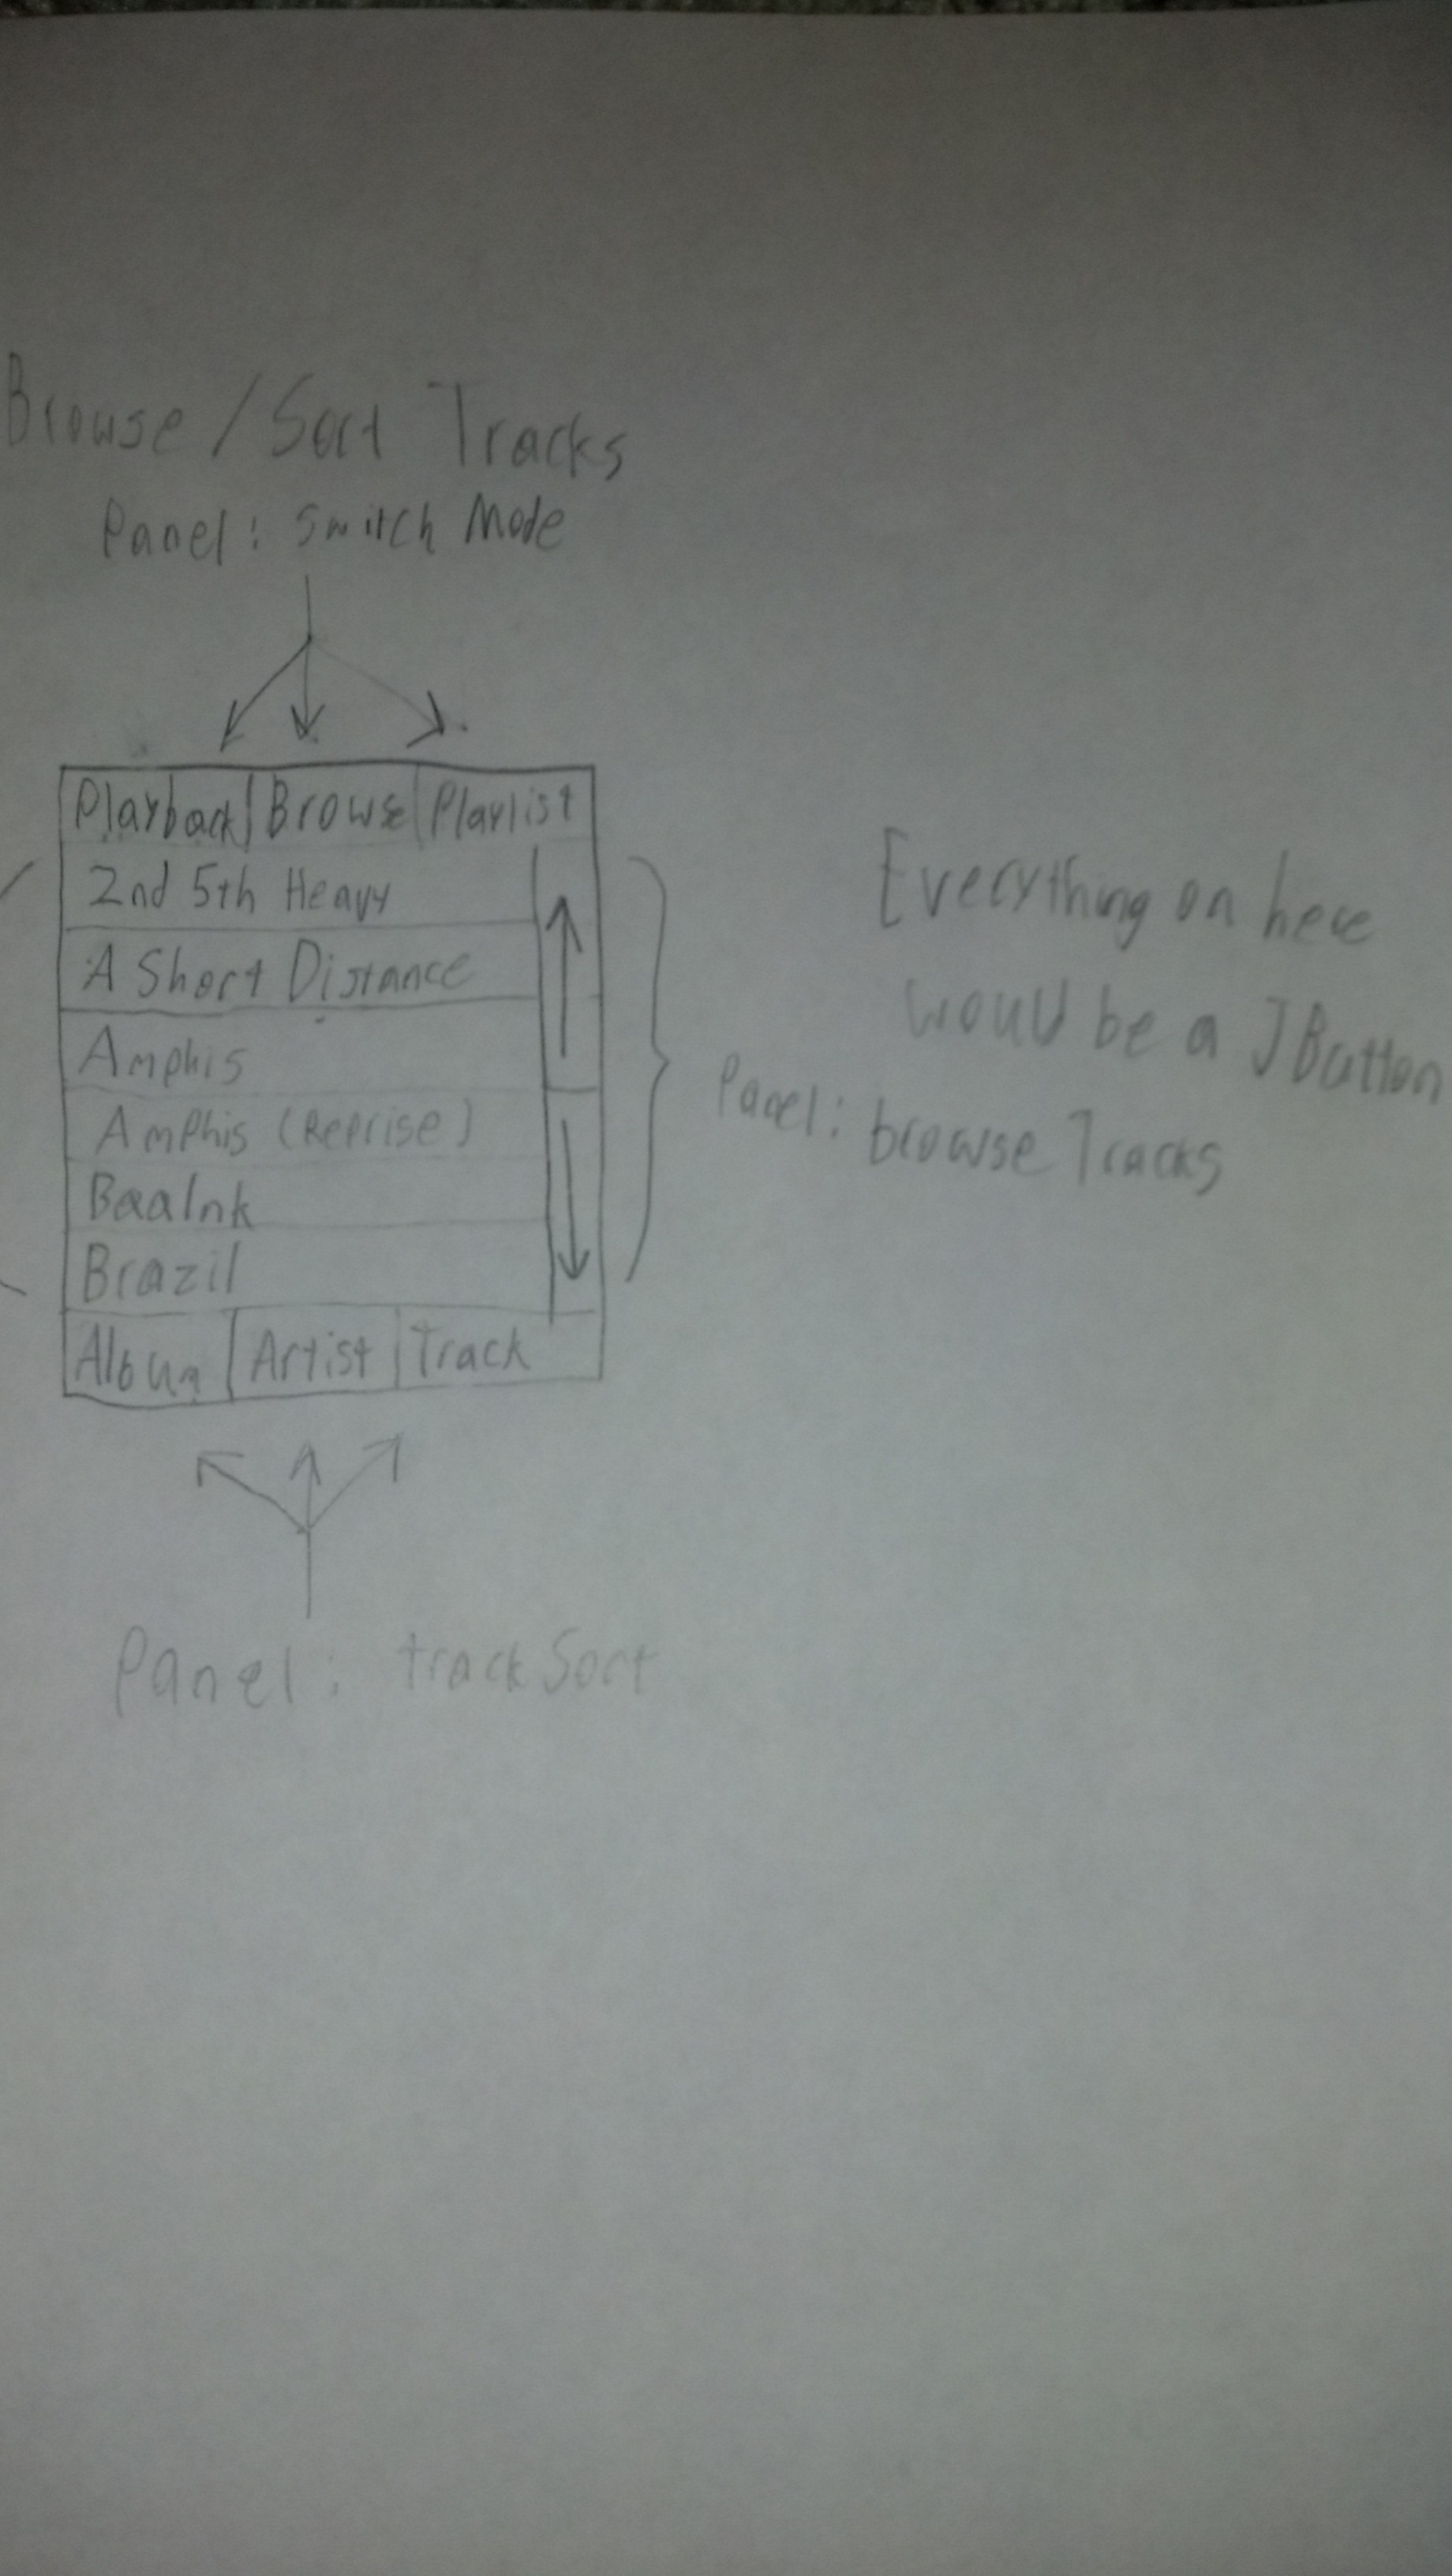 Browse / Sort Tracks
Panel: Switch Mode
Playback Browse Playlist
2nd 5th Heavy
A Short Distance
Amphis
Amphis (Reprise)
BaaInk
Brazil
Album Artist Track
Everything on here
would be a JButton
Panel: browseTracks
Panel: trackSort